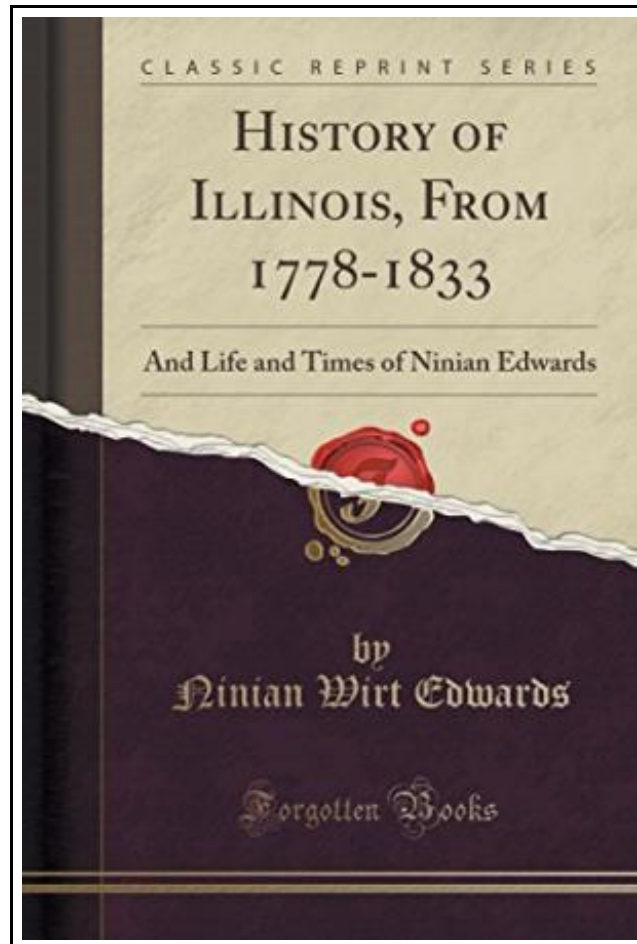 CLASSIC REPRINT SERIES
HISTORY OF
ILLINOIS, FROM
1778-1833
And Life and Times of Ninian Edwards
by
Ninian Wirt Edwards
Forgotten Books